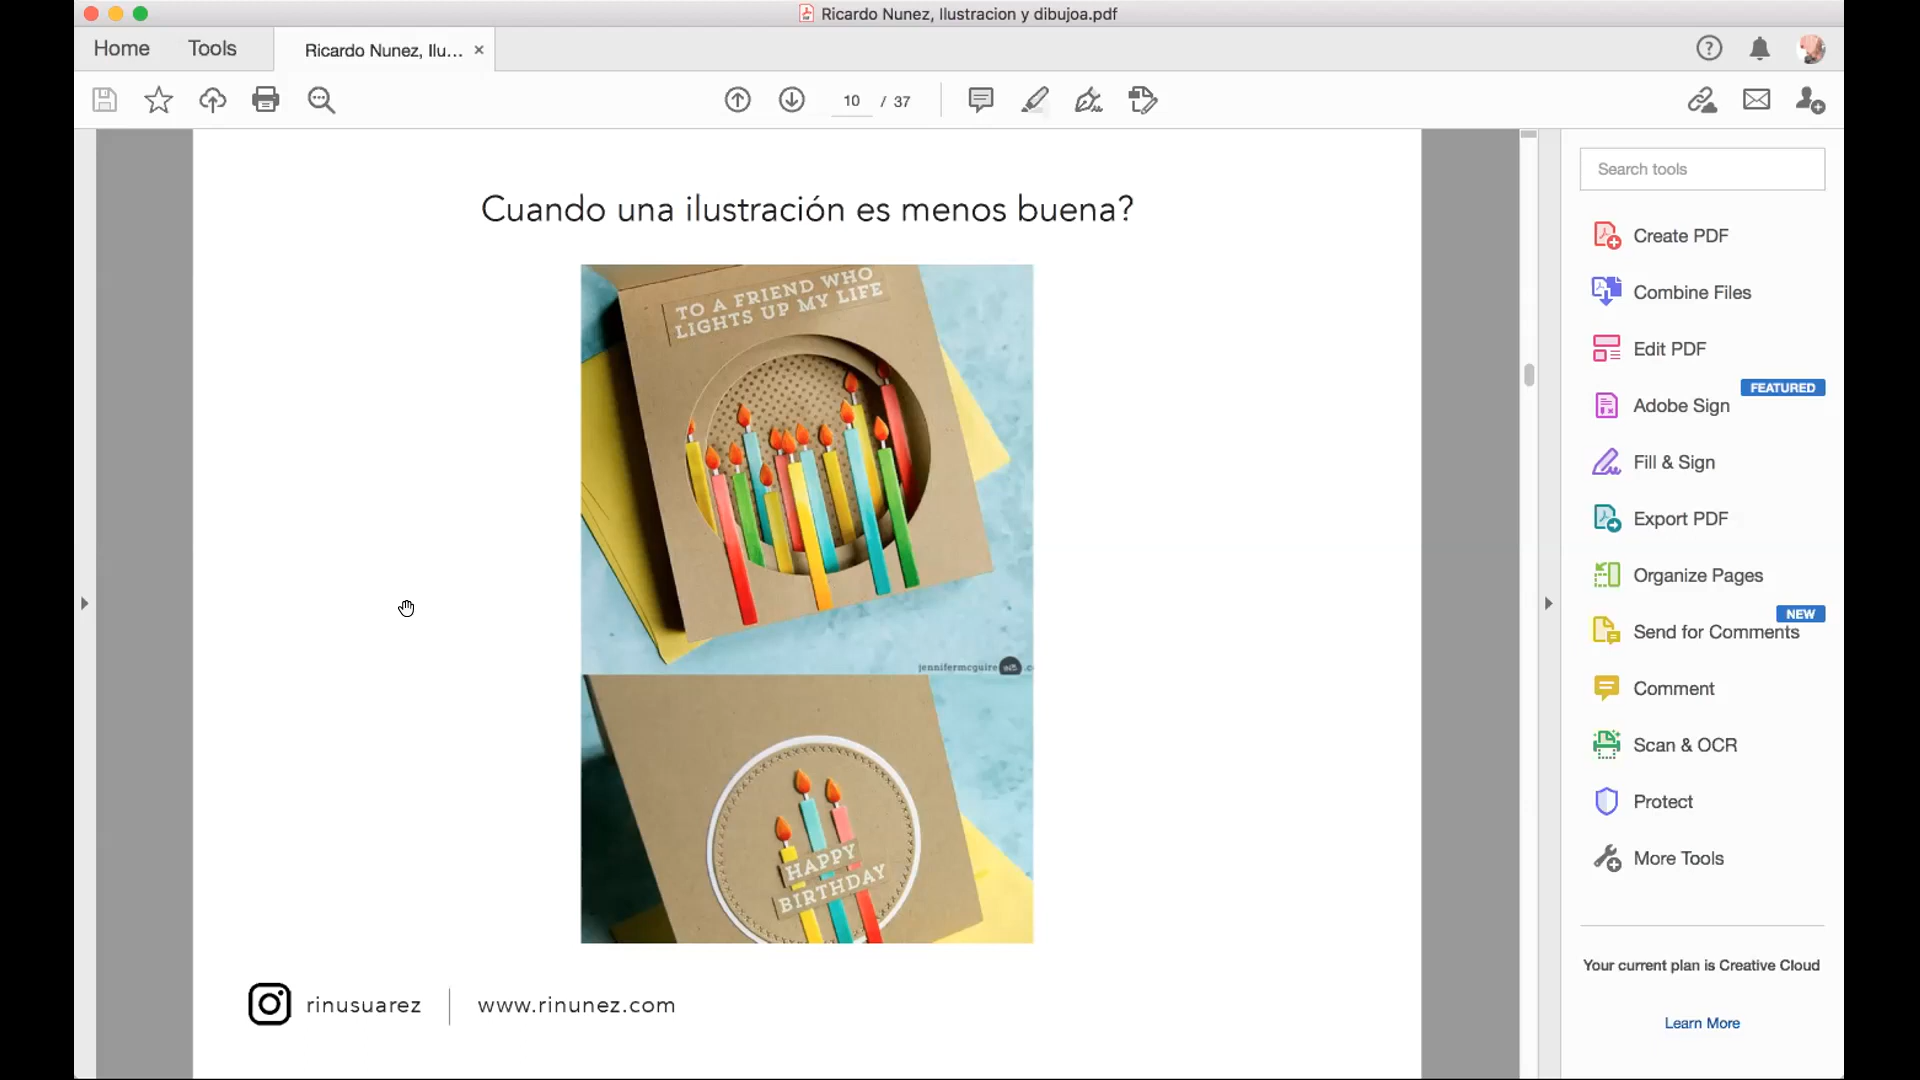 Ricardo Nunez, Ilustracion y dibujoa.pdf
Home
Tools
Ricardo Nunez, Ilu...
10 / 37
Search tools
Cuando una ilustración es menos buena?
Create PDF
Combine Files
Edit PDF
FEATURED
Adobe Sign
Fill & Sign
Export PDF
Organize Pages
NEW
Send for Comments
Comment
Scan & OCR
Protect
More Tools
Your current plan is Creative Cloud
Learn More
TO A FRIEND WHO
LIGHTS UP MY LIFE
jennifermcguire
HAPPY
BIRTHDAY
rinusuarez
www.rinunez.com